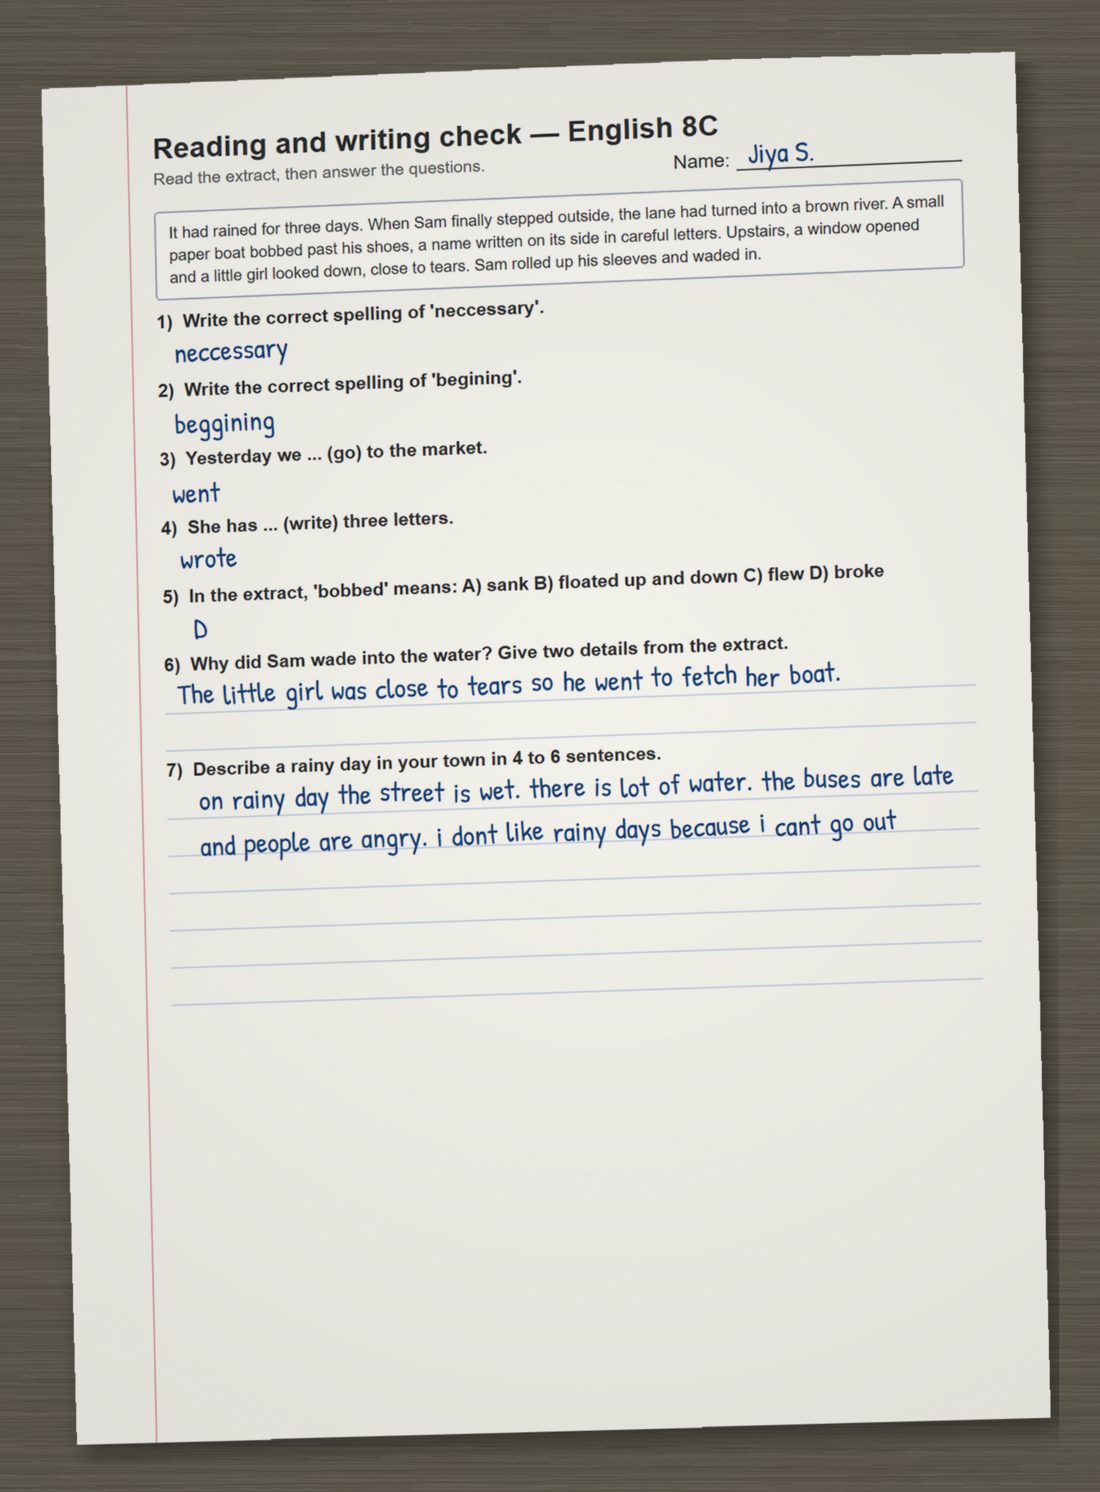 Reading and writing check — English 8C
Read the extract, then answer the questions.
Name: Jiya S.
It had rained for three days. When Sam finally stepped outside, the lane had turned into a brown river. A small
paper boat bobbed past his shoes, a name written on its side in careful letters. Upstairs, a window opened
and a little girl looked down, close to tears. Sam rolled up his sleeves and waded in.
1) Write the correct spelling of 'neccessary'.
neccessary
2) Write the correct spelling of 'begining'.
beggining
3) Yesterday we ... (go) to the market.
went
4) She has ... (write) three letters.
wrote
5) In the extract, 'bobbed' means: A) sank B) floated up and down C) flew D) broke
D
6) Why did Sam wade into the water? Give two details from the extract.
The little girl was close to tears so he went to fetch her boat.
7) Describe a rainy day in your town in 4 to 6 sentences.
on rainy day the street is wet. there is lot of water. the buses are late
and people are angry. i dont like rainy days because i cant go out